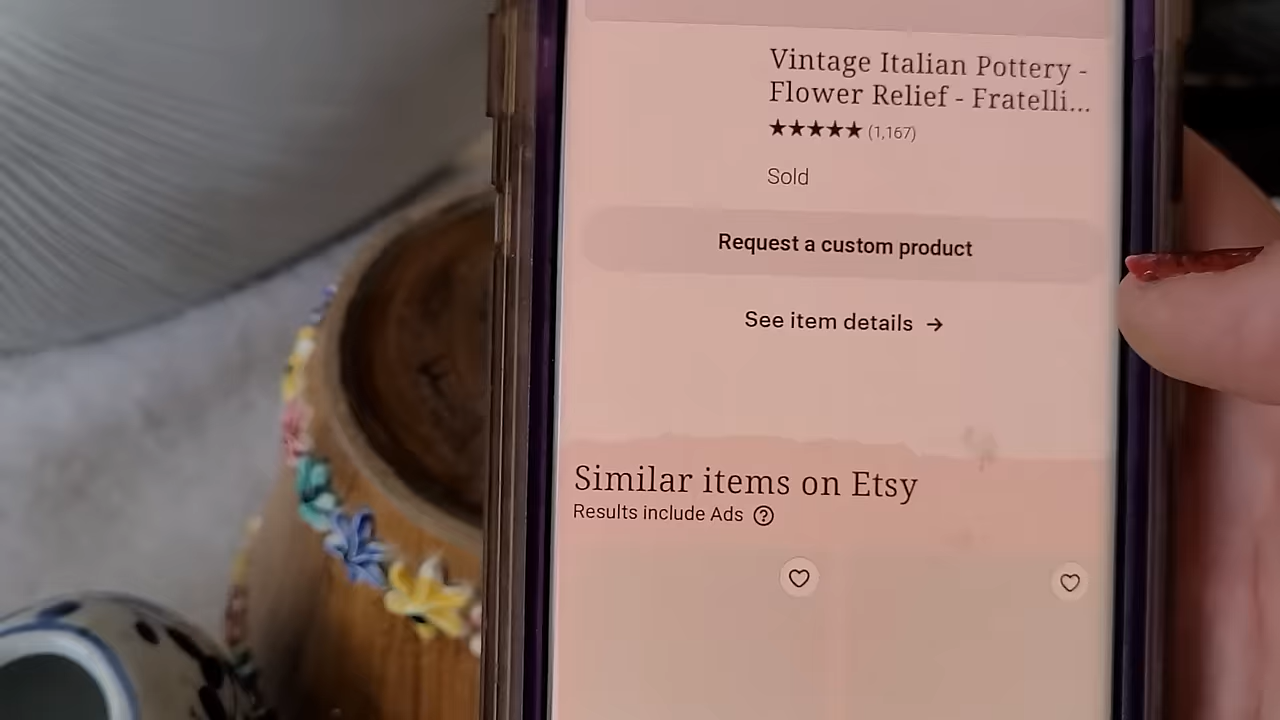 Vintage Italian Pottery -
Flower Relief - Fratelli...
★★★★★ (1,167)
Sold
Request a custom product
See item details →
Similar items on Etsy
Results include Ads ?